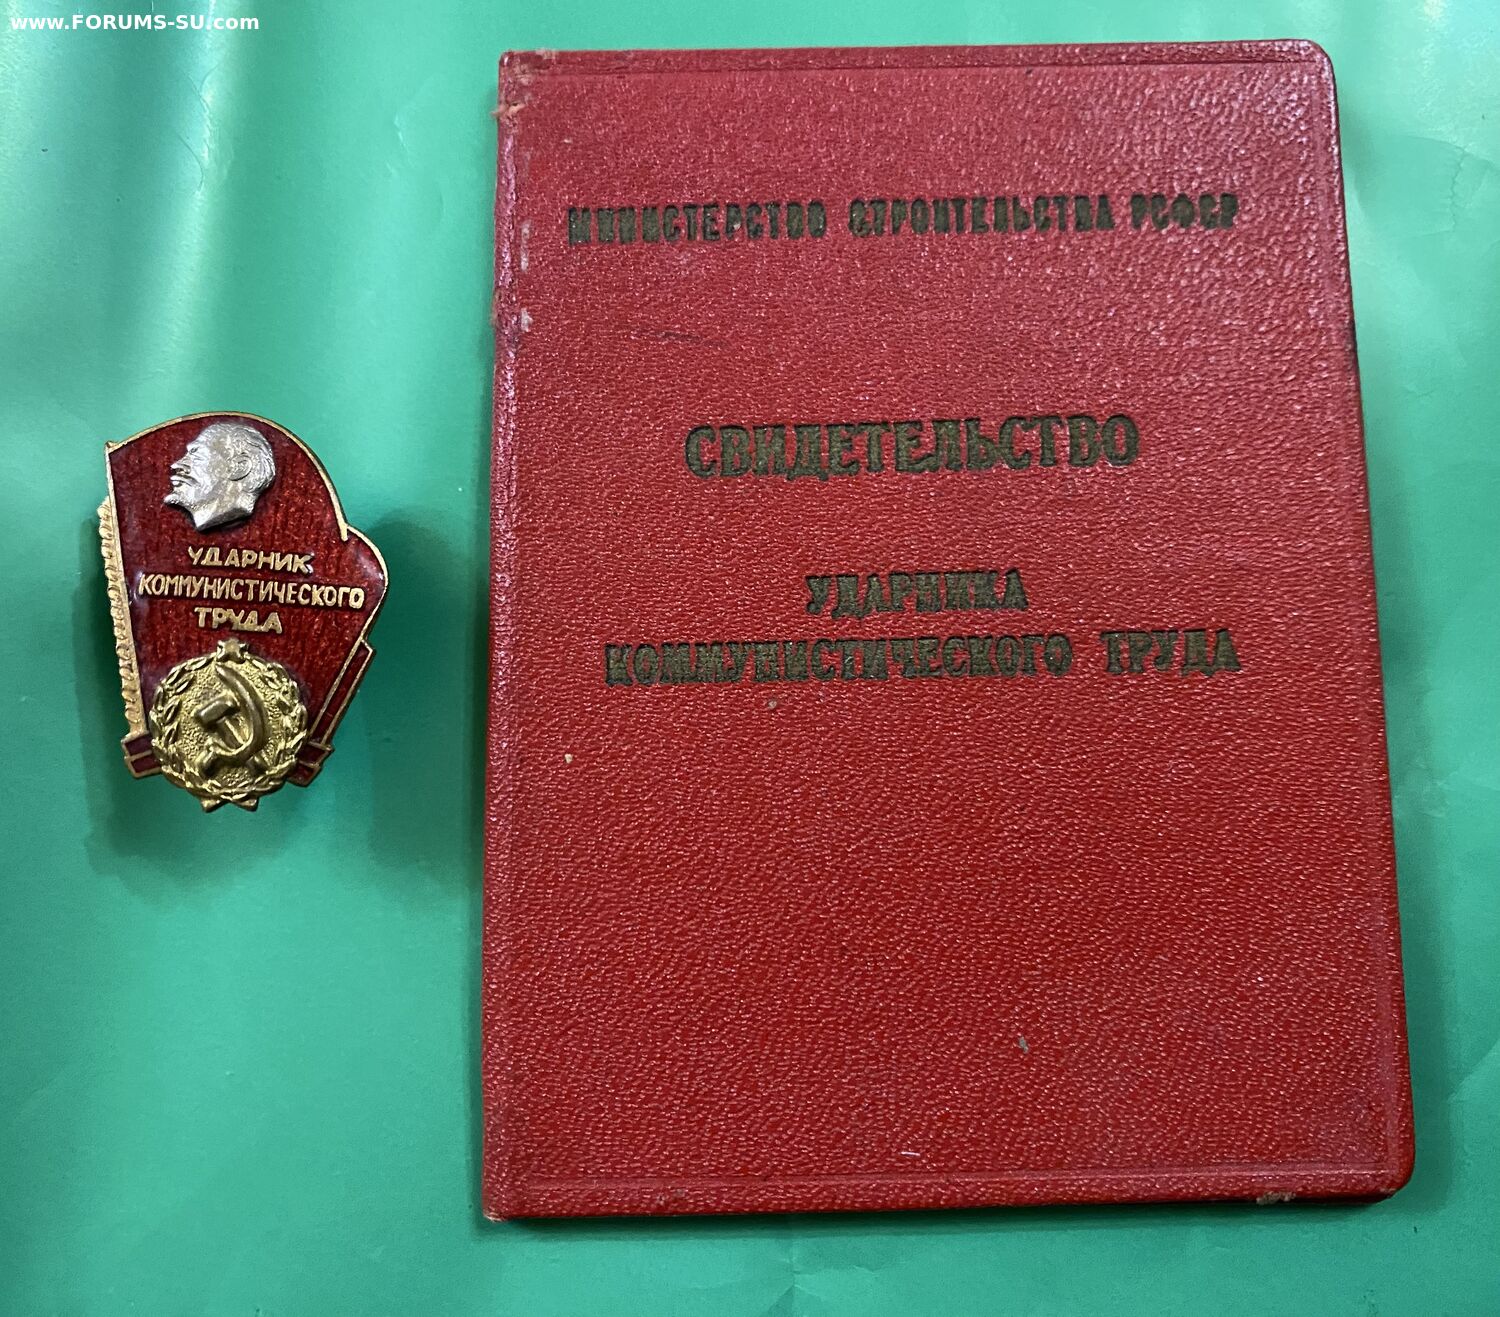 www.FORUMS-SU.com
МИНИСТЕРСТВО СТРОИТЕЛЬСТВА РСФСР
СВИДЕТЕЛЬСТВО
УДАРНИКА
КОММУНИСТИЧЕСКОГО ТРУДА
УДАРНИК
КОММУНИСТИЧЕСКОГО
ТРУДА